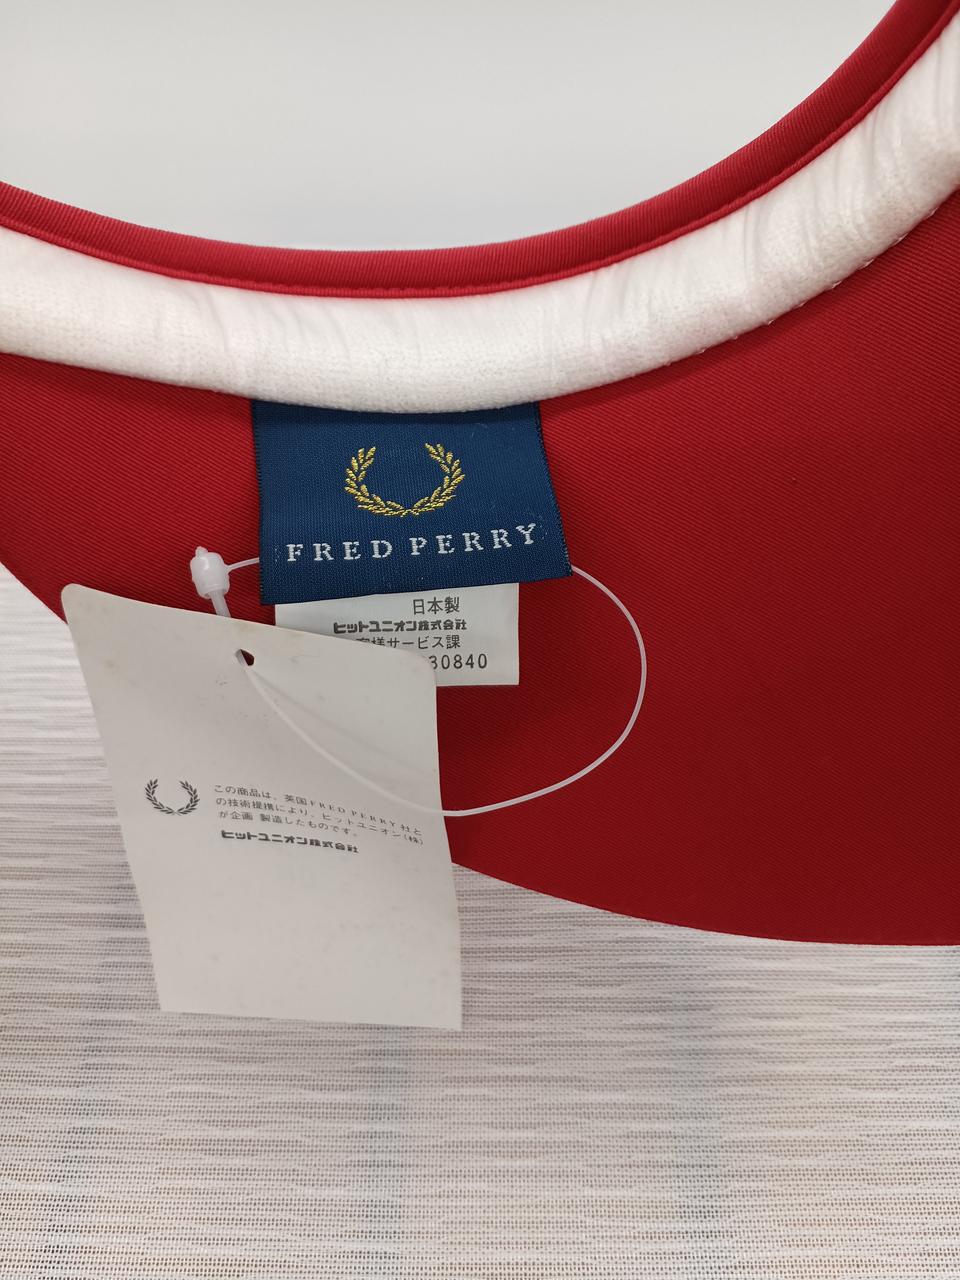 FRED PERRY
日本製
ヒットユニオン株式会社
客様サービス課
30840
この商品は、英国FRED PERRY社と
の技術提携により、ヒットユニオン(株)
が企画 製造したものです。
ヒットユニオン株式会社